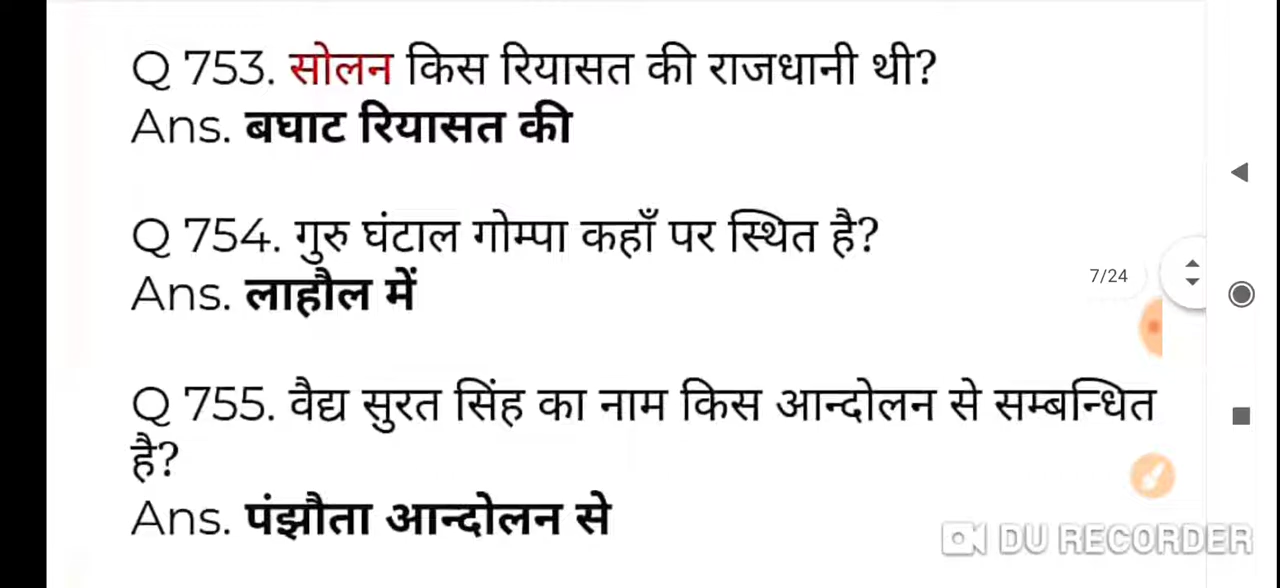 Q 753. सोलन किस रियासत की राजधानी थी?
Ans. बघाट रियासत की
Q 754. गुरु घंटाल गोम्पा कहाँ पर स्थित है?
Ans. लाहौल में
7/24
Q 755. वैद्य सुरत सिंह का नाम किस आन्दोलन से सम्बन्धित
है?
Ans. पंझौता आन्दोलन से
DU RECORDER